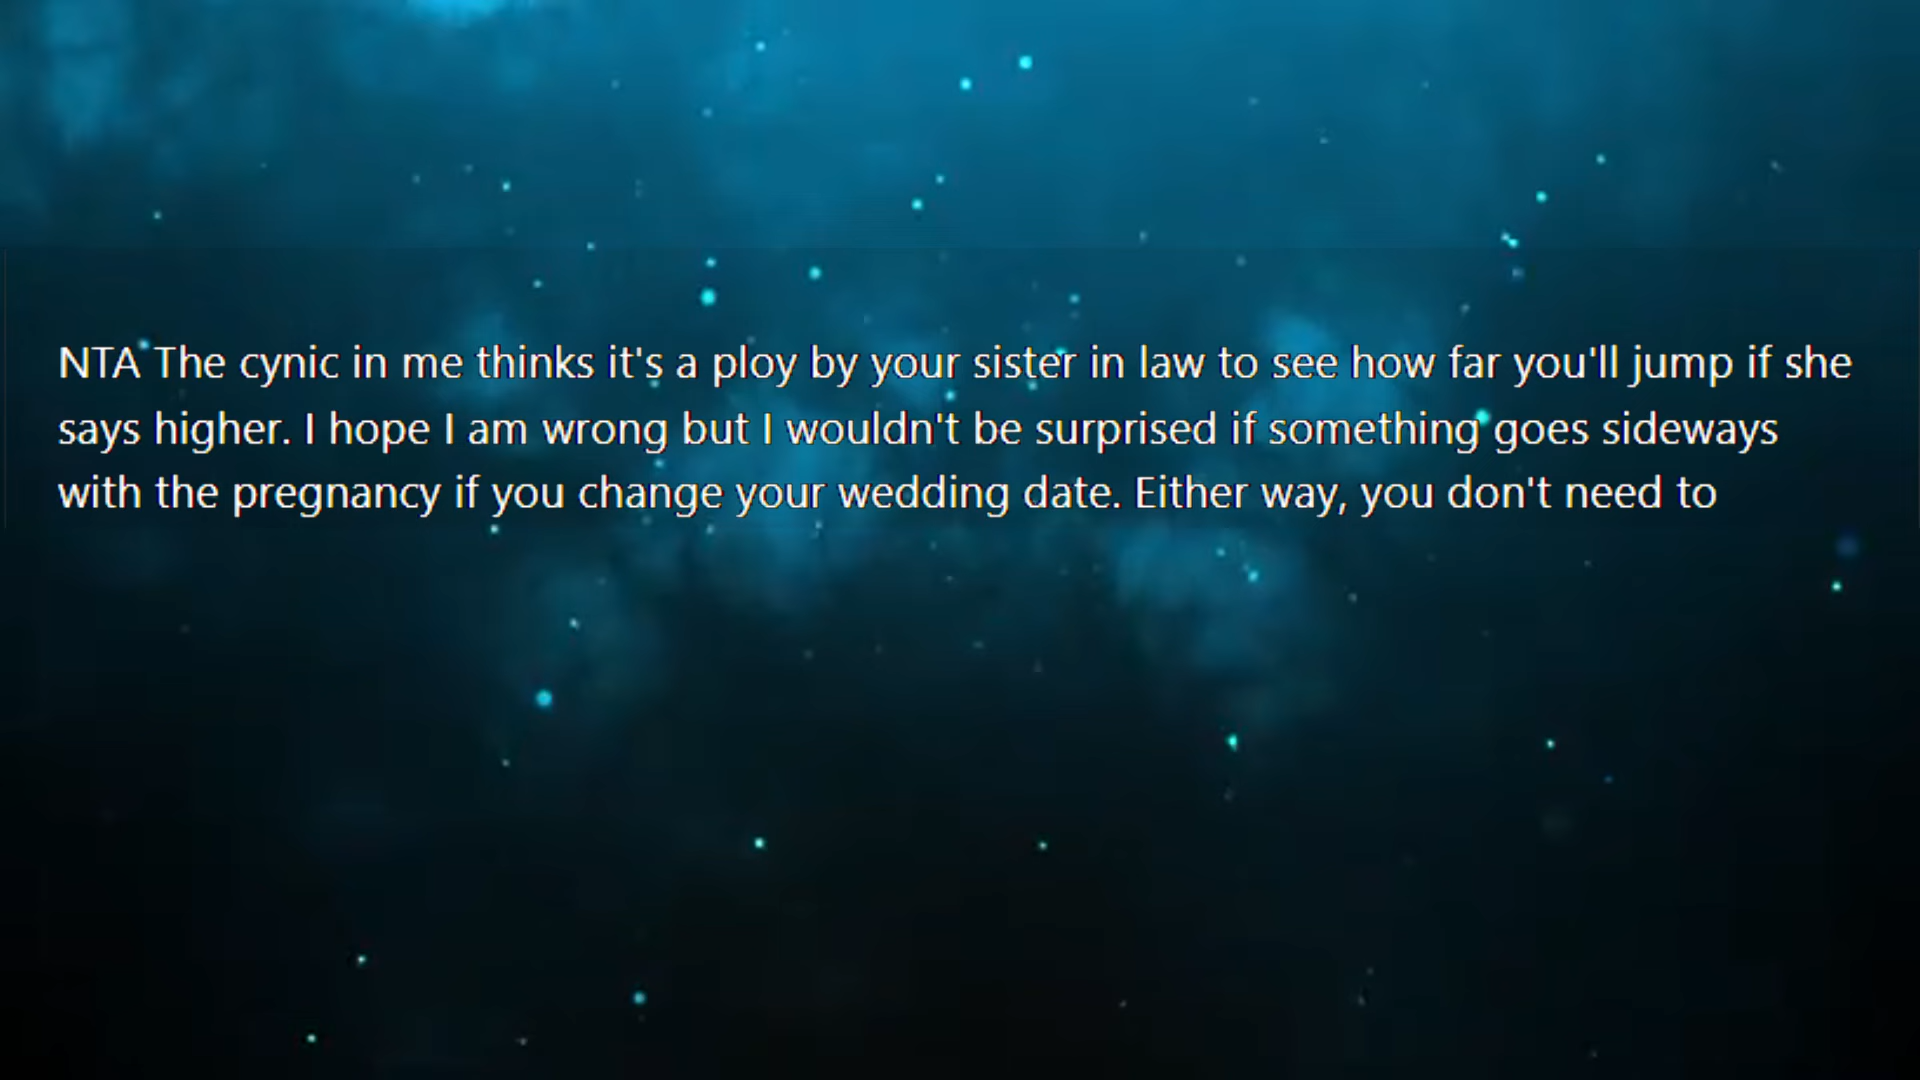 NTA The cynic in me thinks it's a ploy by your sister in law to see how far you'll jump if she
says higher. I hope I am wrong but I wouldn't be surprised if something goes sideways
with the pregnancy if you change your wedding date. Either way, you don't need to